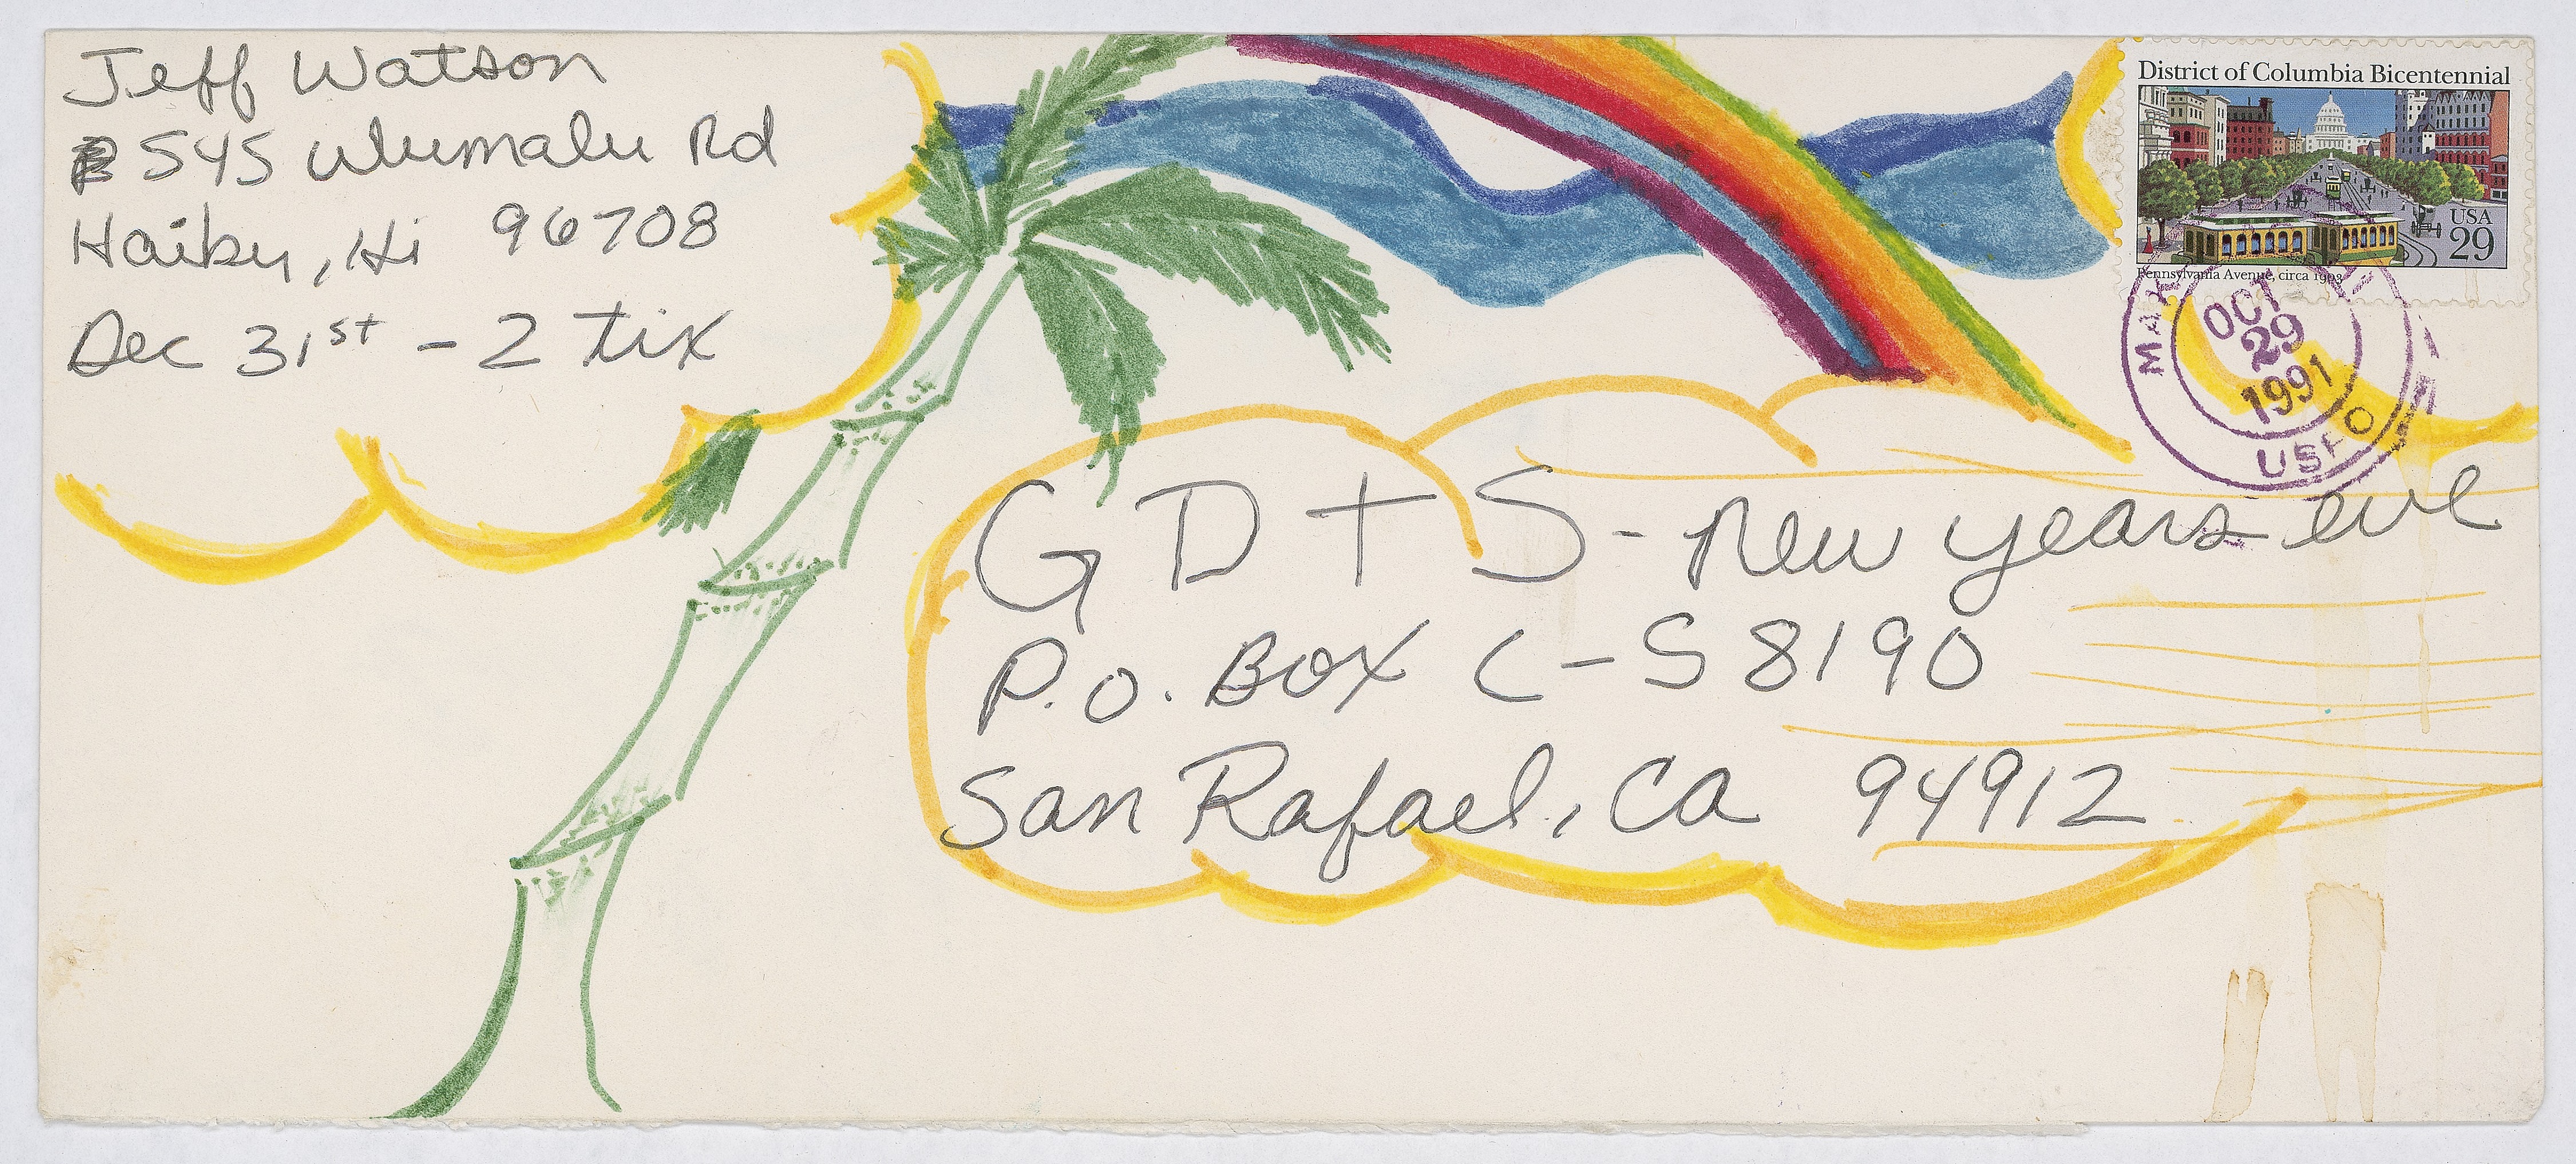 Jeff Watson
545 Ulumalu Rd
Haiku, Hi 96708
Dec 31st - 2 tix
District of Columbia Bicentennial
USA
29
Pennsylvania Avenue, circa 1903
OCT
29
1991
USPO
G D T S - New years eve
P.O. Box C-S 8190
San Rafael, Ca 94912